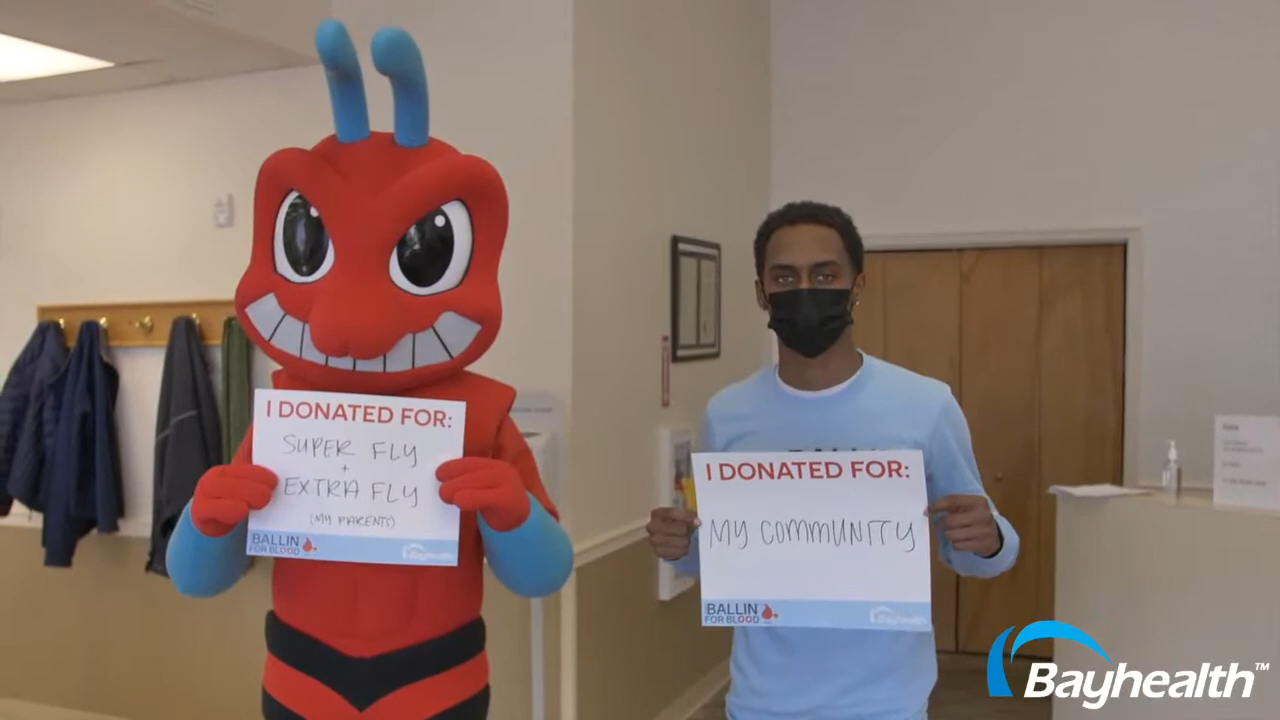 I DONATED FOR:
SUPER FLY
+
EXTRA FLY
(MY PARENTS)
BALLIN
FOR BLOOD
Bayhealth
I DONATED FOR:
MY COMMUNITY
BALLIN
FOR BLOOD
Bayhealth
Bayhealth™